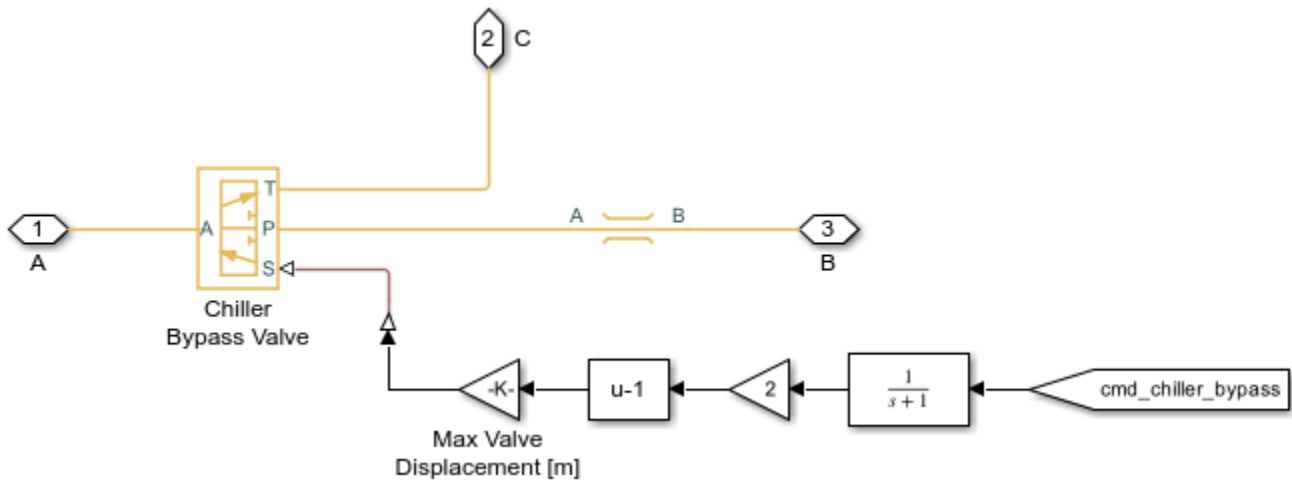 2 C
T
A B
1 A P 3
A B
S
Chiller
Bypass Valve
-K- u-1 2 1 cmd_chiller_bypass
s + 1
Max Valve
Displacement [m]